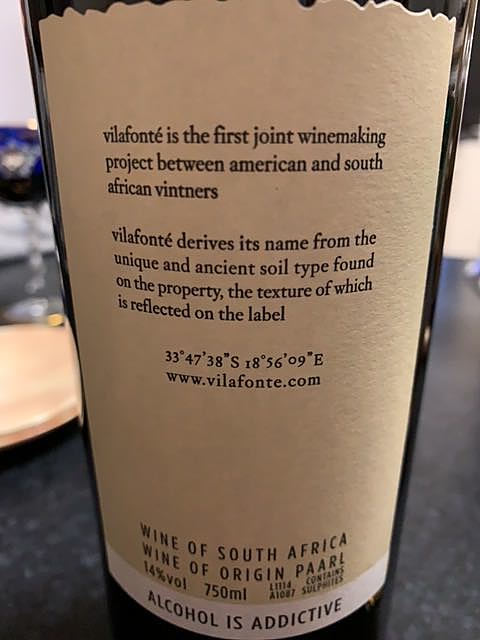 vilafonté is the first joint winemaking
project between american and south
african vintners
vilafonté derives its name from the
unique and ancient soil type found
on the property, the texture of which
is reflected on the label
33°47'38"S 18°56'09"E
www.vilafonte.com
WINE OF SOUTH AFRICA
WINE OF ORIGIN PAARL
14%vol 750ml L1114 CONTAINS
A1087 SULPHITES
ALCOHOL IS ADDICTIVE